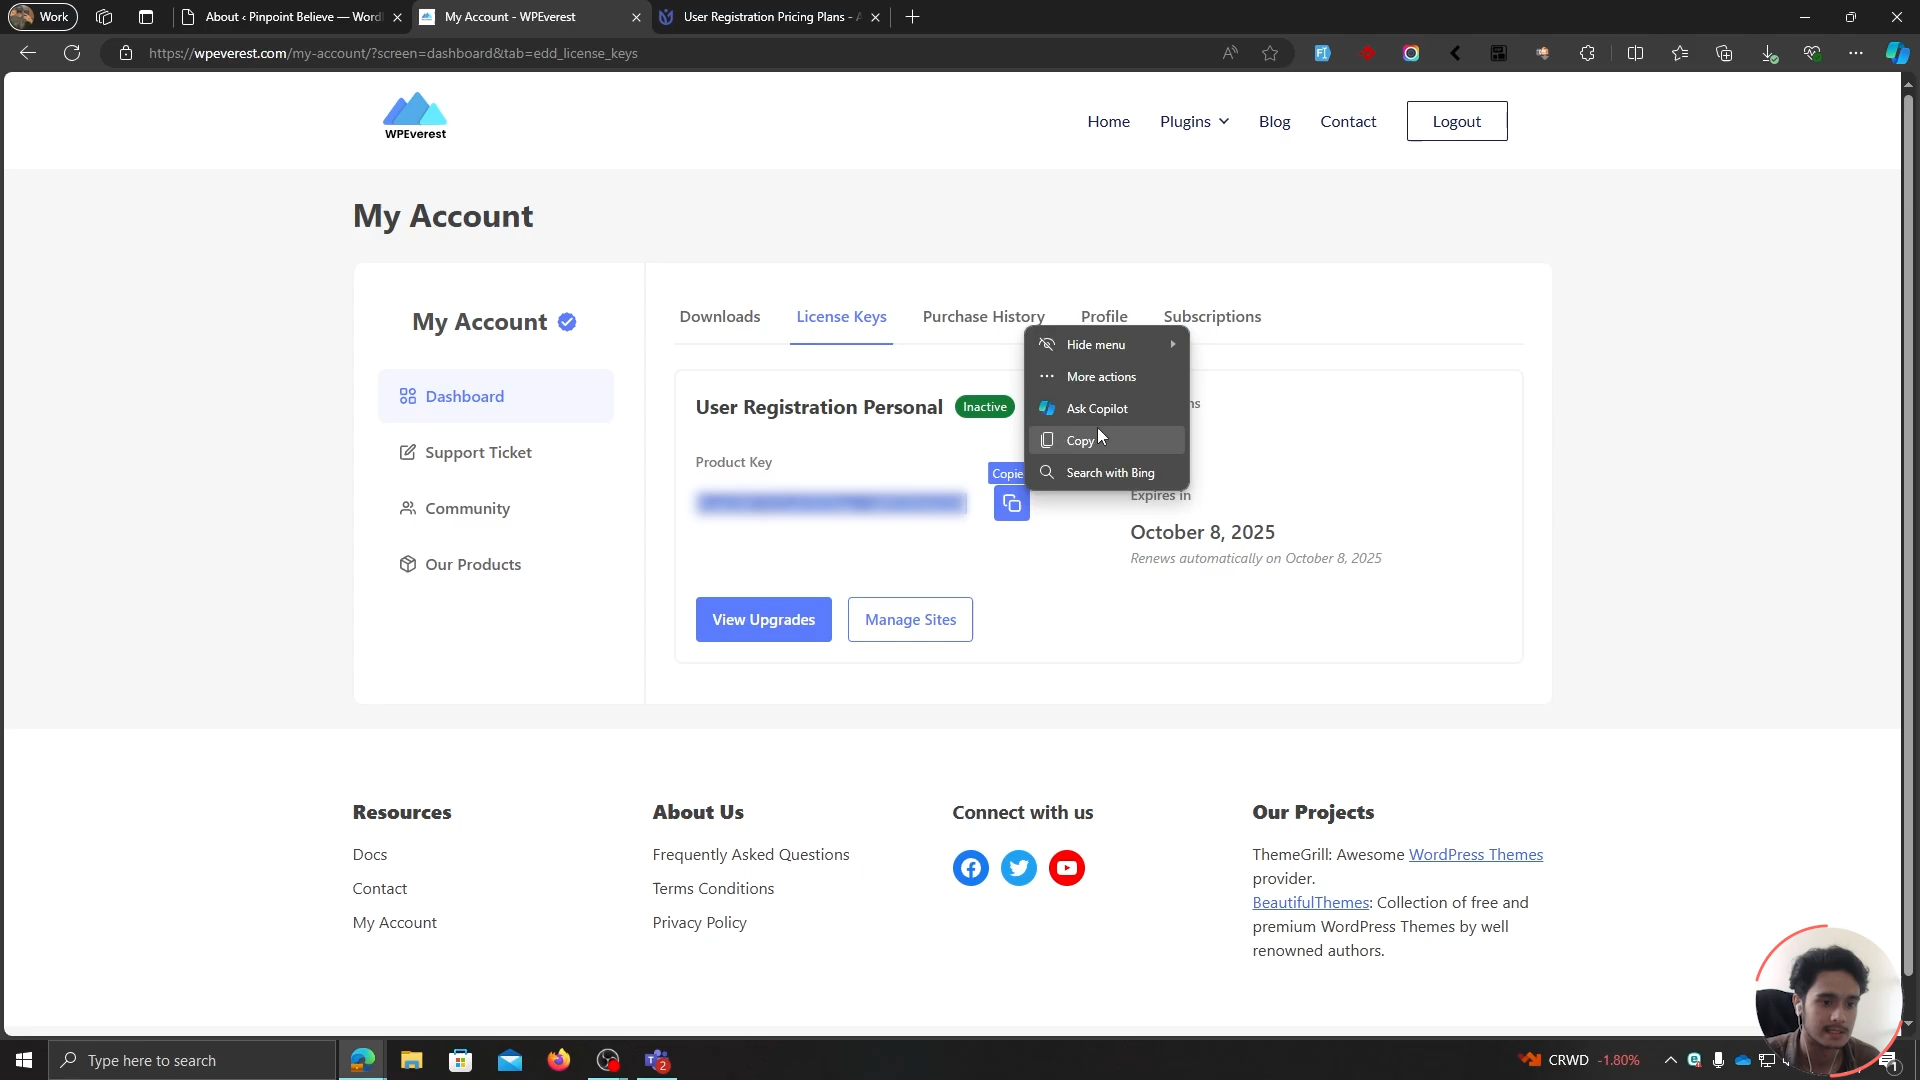 Work
About ‹ Pinpoint Believe — Word
My Account - WPEverest
User Registration Pricing Plans - A
https://wpeverest.com/my-account/?screen=dashboard&tab=edd_license_keys
WPEverest
Home
Plugins
Blog
Contact
Logout
My Account
My Account
Dashboard
Support Ticket
Community
Our Products
Downloads
License Keys
Purchase History
Profile
Subscriptions
User Registration Personal
Inactive
Product Key
Copie
Hide menu
More actions
Ask Copilot
Copy
Search with Bing
Expires in
October 8, 2025
Renews automatically on October 8, 2025
View Upgrades
Manage Sites
Resources
Docs
Contact
My Account
About Us
Frequently Asked Questions
Terms Conditions
Privacy Policy
Connect with us
Our Projects
ThemeGrill: Awesome WordPress Themes
provider.
BeautifulThemes: Collection of free and
premium WordPress Themes by well
renowned authors.
Type here to search
2
CRWD -1.80%
1